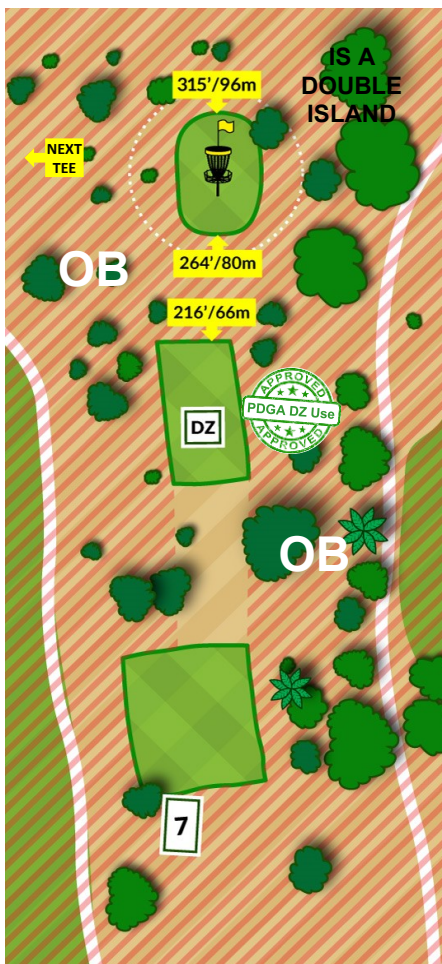 IS A
DOUBLE
ISLAND
315'/96m
NEXT
TEE
OB
264'/80m
216'/66m
DZ
APPROVED
PDGA DZ Use
APPROVED
OB
7